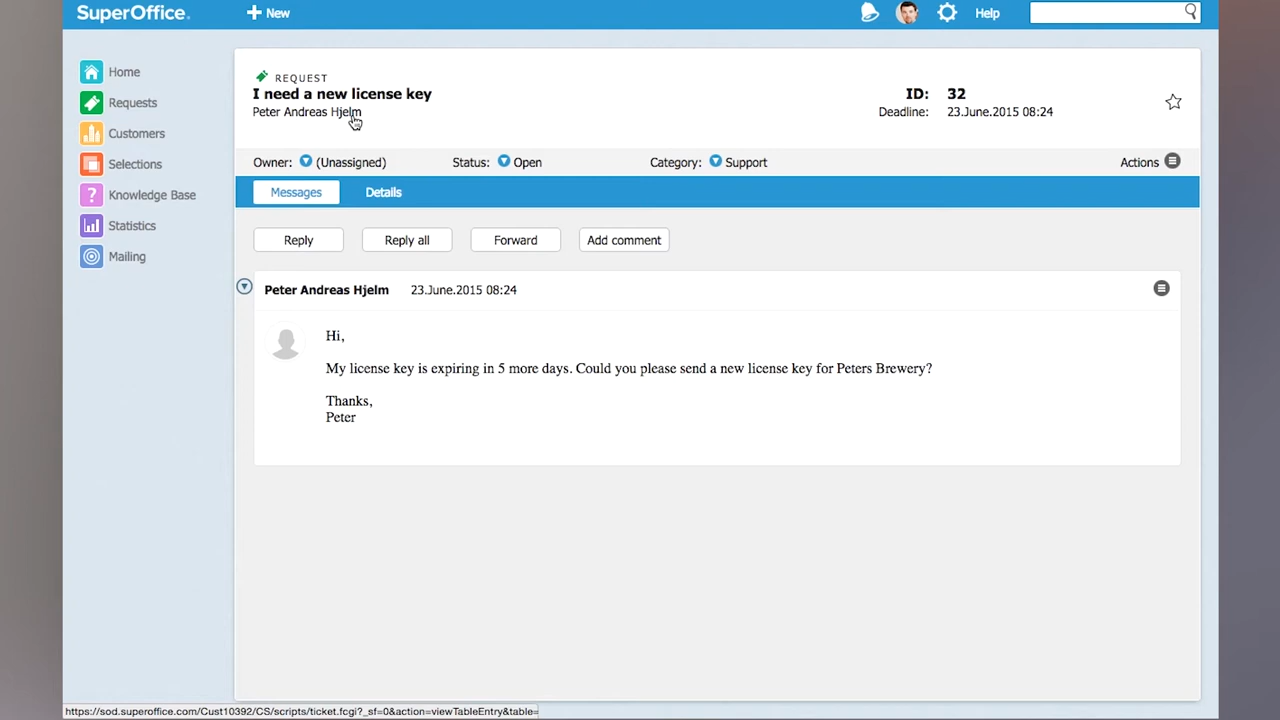 SuperOffice.
New
Help
Home
Requests
Customers
Selections
Knowledge Base
Statistics
Mailing
REQUEST
I need a new license key
Peter Andreas Hjelm
ID: 32
Deadline: 23.June.2015 08:24
Owner: (Unassigned) Status: Open Category: Support Actions
Messages Details
Reply Reply all Forward Add comment
Peter Andreas Hjelm 23.June.2015 08:24
Hi,
My license key is expiring in 5 more days. Could you please send a new license key for Peters Brewery?
Thanks,
Peter
https://sod.superoffice.com/Cust10392/CS/scripts/ticket.fcgi?_sf=0&action=viewTableEntry&table=